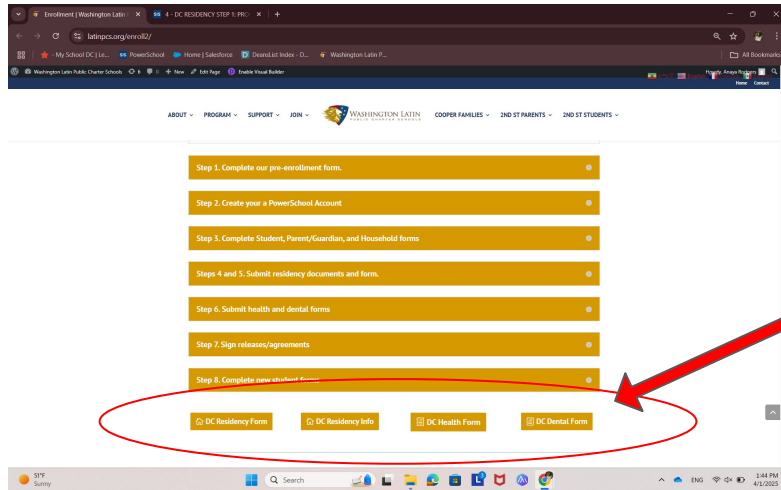 Enrollment | Washington Latin
4 - DC RESIDENCY STEP 1: PRO
latinpcs.org/enroll2/
- My School DC | Le...
PowerSchool
Home | Salesforce
DeansList Index - D...
Washington Latin P...
All Bookmarks
Washington Latin Public Charter Schools
6
0
+ New
Edit Page
Enable Visual Builder
Howdy, Anaya Rodgers
Home Contact
ABOUT
PROGRAM
SUPPORT
JOIN
WASHINGTON LATIN
PUBLIC CHARTER SCHOOLS
COOPER FAMILIES
2ND ST PARENTS
2ND ST STUDENTS
Step 1. Complete our pre-enrollment form.
Step 2. Create your a PowerSchool Account
Step 3. Complete Student, Parent/Guardian, and Household forms
Steps 4 and 5. Submit residency documents and form.
Step 6. Submit health and dental forms
Step 7. Sign releases/agreements
Step 8. Complete new student forms
DC Residency Form
DC Residency Info
DC Health Form
DC Dental Form
51°F
Sunny
Search
ENG
1:44 PM
4/1/2025